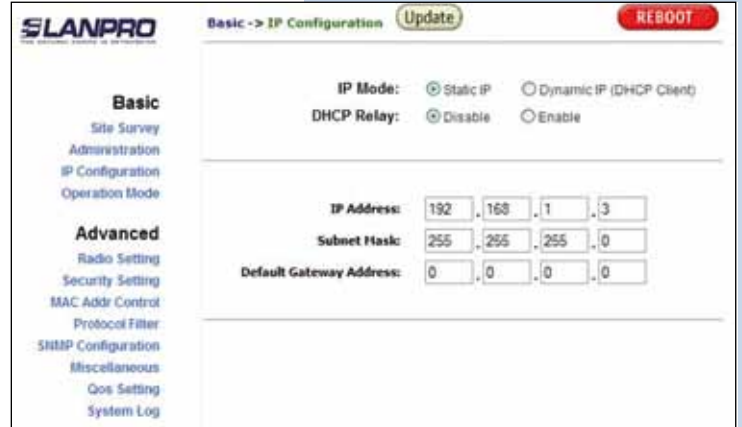 SLANPRO
Basic -> IP Configuration
Update
REBOOT
Basic
Site Survey
Administration
IP Configuration
Operation Mode
Advanced
Radio Setting
Security Setting
MAC Addr Control
Protocol Filter
SNMP Configuration
Miscellaneous
Qos Setting
System Log
IP Mode: Static IP Dynamic IP (DHCP Client)
DHCP Relay: Disable Enable
IP Address: 192 . 168 . 1 . 3
Subnet Mask: 255 . 255 . 255 . 0
Default Gateway Address: 0 . 0 . 0 . 0